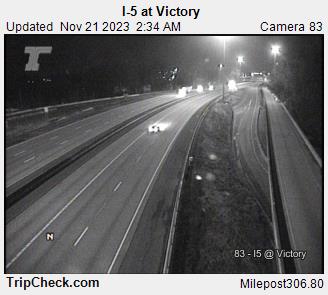 I-5 at Victory
Updated Nov 21 2023 2:34 AM Camera 83
T
N
83 - I5 @ Victory
TripCheck.com Milepost306.80